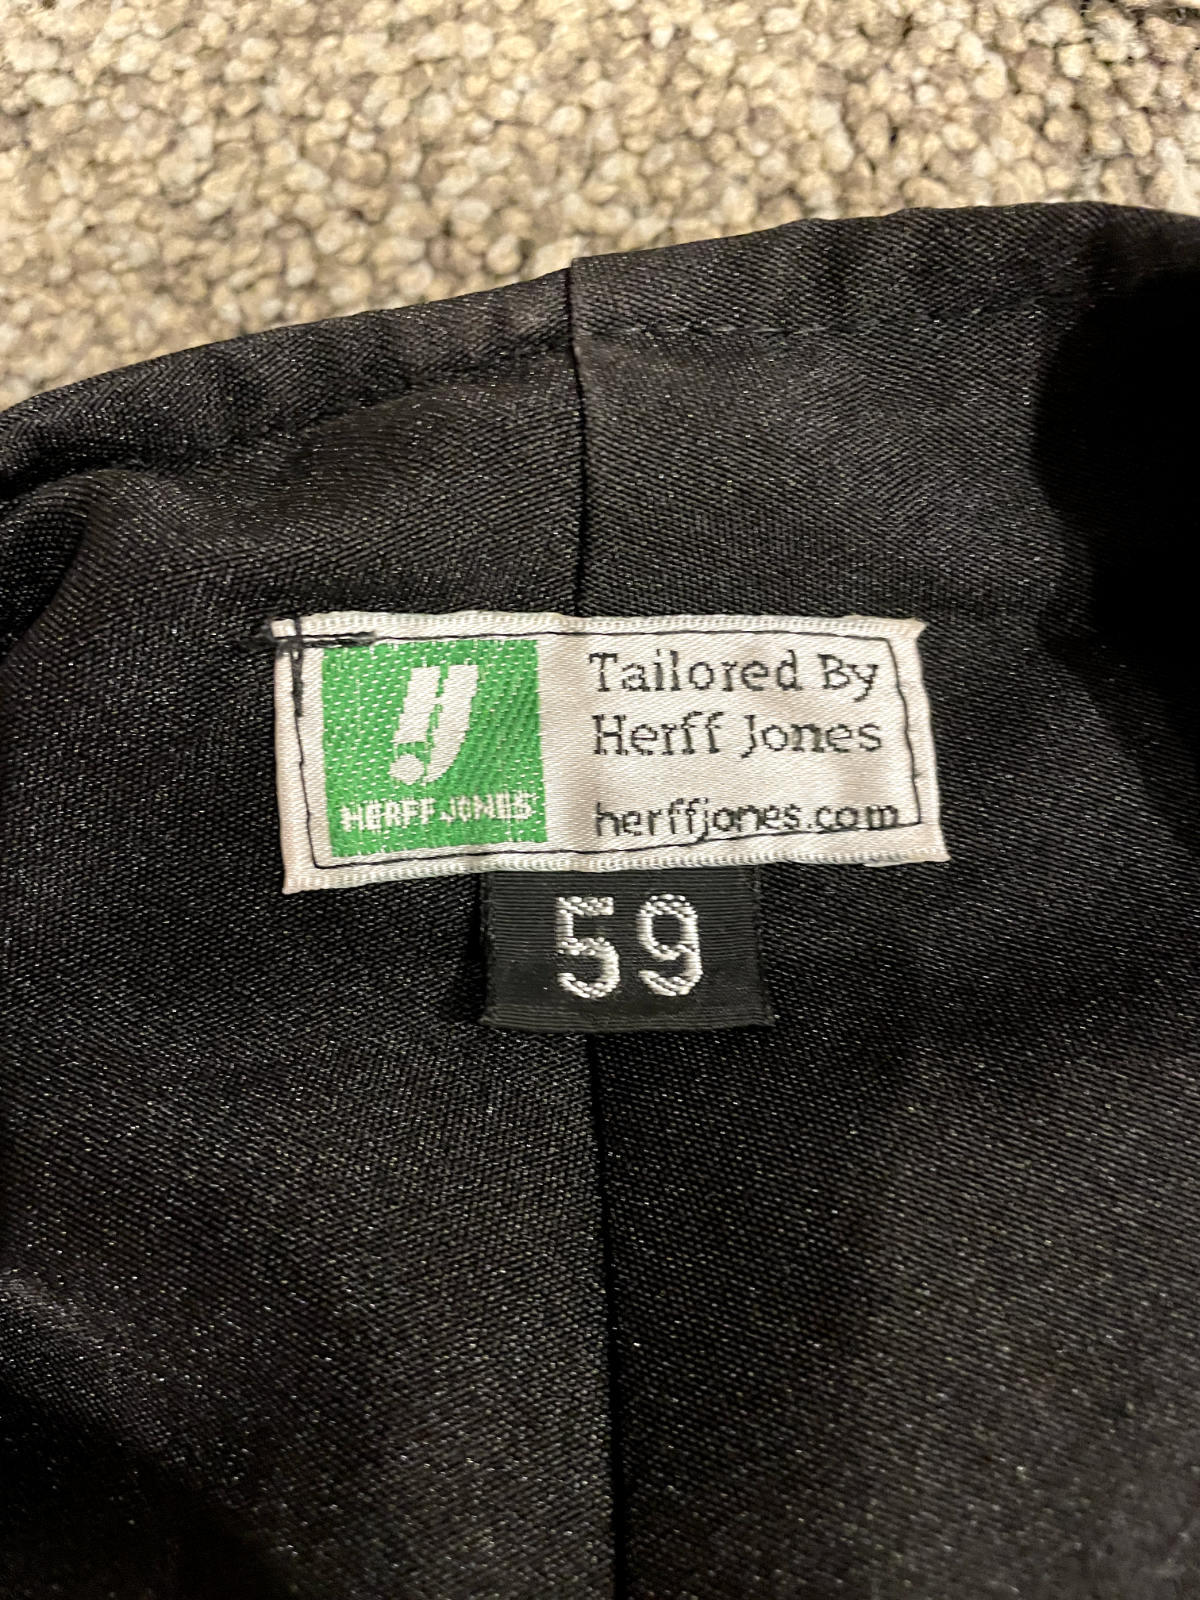 HERFF JONES
Tailored By
Herff Jones
herffjones.com
59